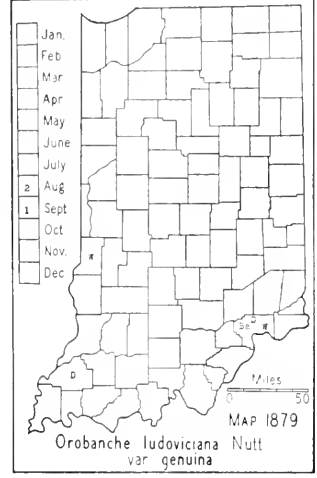 Jan.
Feb
Mar
Apr
May
June
July
2 Aug
1 Sept
Oct
Nov.
Dec
D
Be
Miles
0 50
MAP 1879
Orobanche ludoviciana Nutt
var genuina